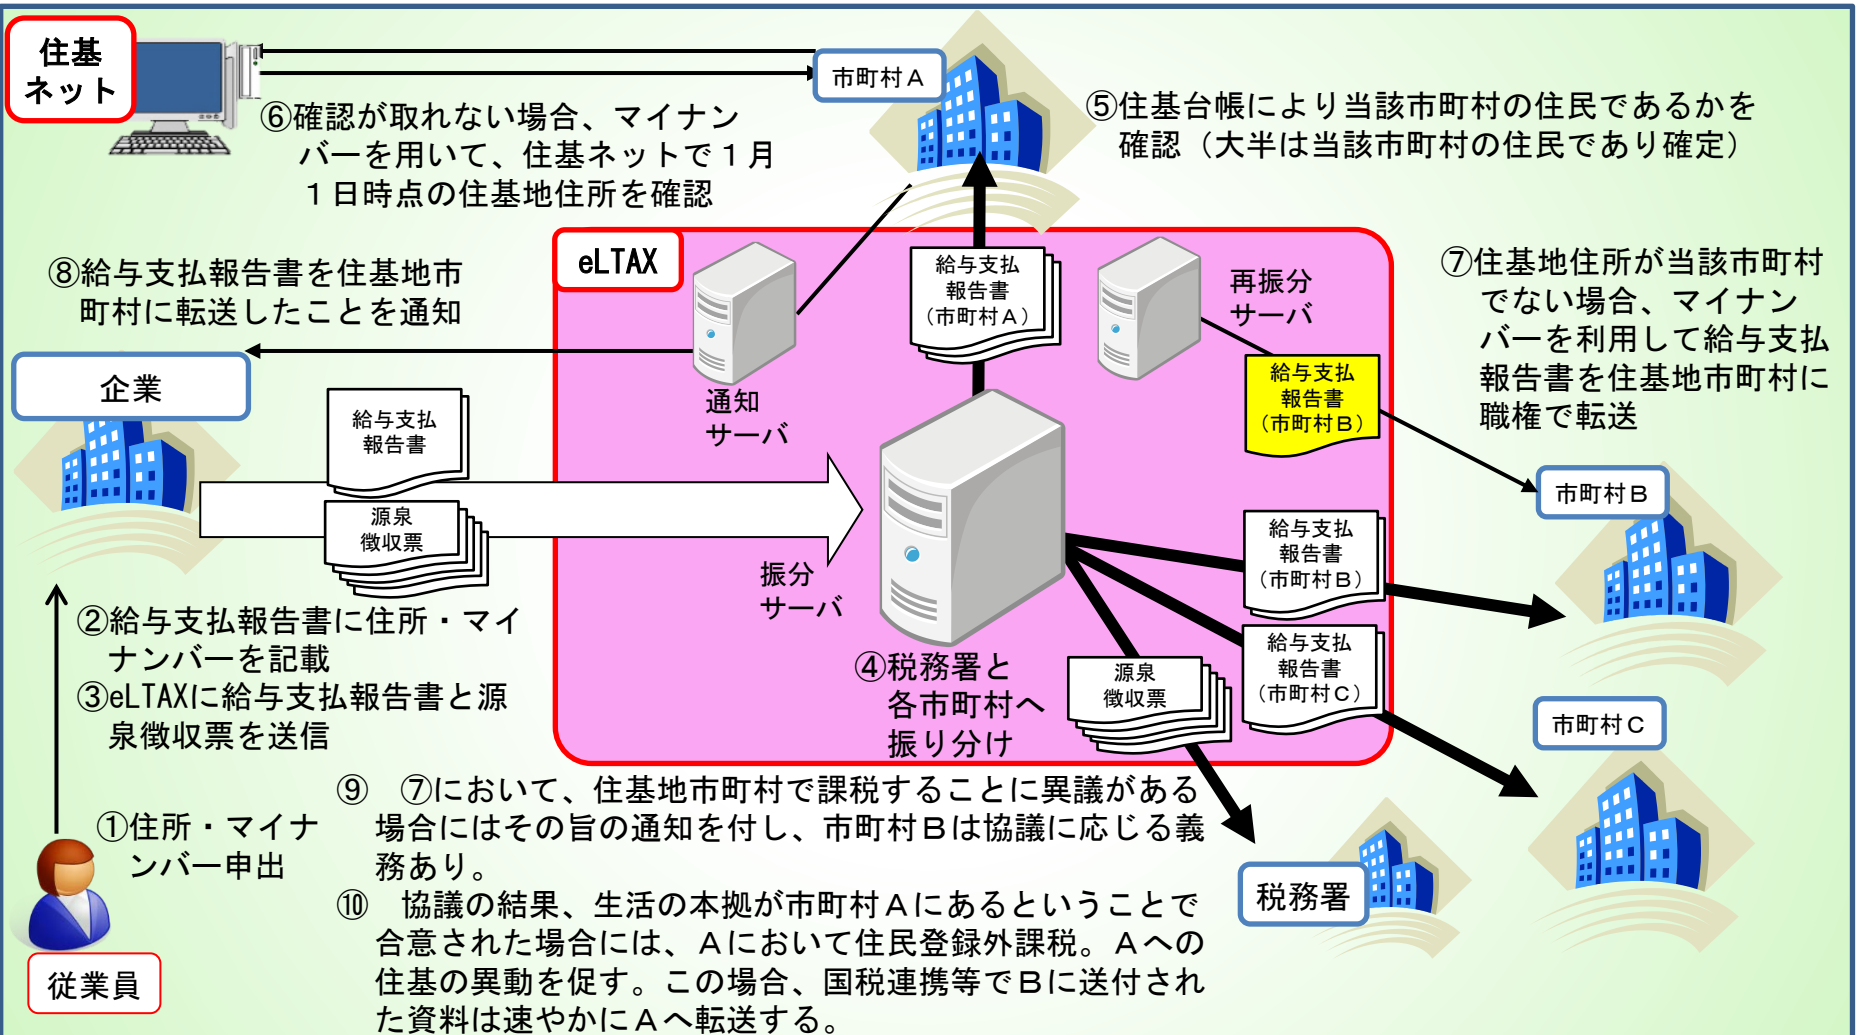 住基
ネット
市町村A
⑥確認が取れない場合、マイナン
バーを用いて、住基ネットで1月
1日時点の住基地住所を確認
⑤住基台帳により当該市町村の住民であるかを
確認（大半は当該市町村の住民であり確定）
⑧給与支払報告書を住基地市
町村に転送したことを通知
eLTAX
給与支払
報告書
（市町村A）
再振分
サーバ
⑦住基地住所が当該市町村
でない場合、マイナン
バーを利用して給与支払
報告書を住基地市町村に
職権で転送
企業
通知
サーバ
給与支払
報告書
（市町村B）
給与支払
報告書
源泉
徴収票
市町村B
振分
サーバ
給与支払
報告書
（市町村B）
②給与支払報告書に住所・マイ
ナンバーを記載
③eLTAXに給与支払報告書と源
泉徴収票を送信
④税務署と
各市町村へ
振り分け
源泉
徴収票
給与支払
報告書
（市町村C）
市町村C
①住所・マイナ
ンバー申出
⑨　⑦において、住基地市町村で課税することに異議がある
場合にはその旨の通知を付し、市町村Bは協議に応じる義
務あり。
⑩　協議の結果、生活の本拠が市町村Aにあるということで
合意された場合には、Aにおいて住民登録外課税。Aへの
住基の異動を促す。この場合、国税連携等でBに送付され
た資料は速やかにAへ転送する。
税務署
従業員